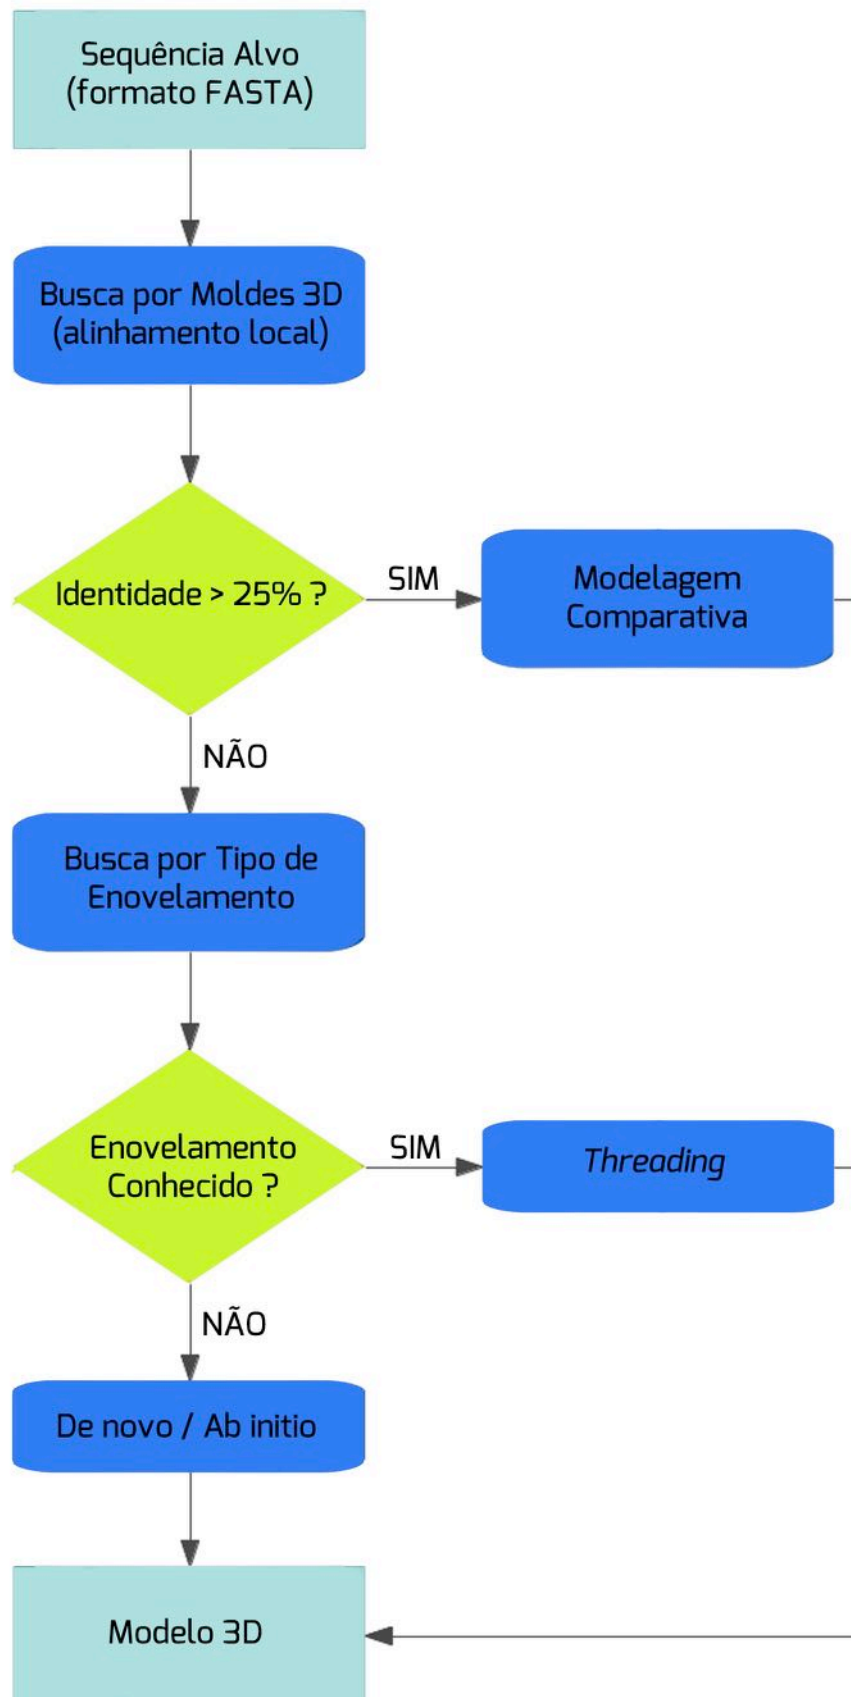 Sequência Alvo
(formato FASTA)
Busca por Moldes 3D
(alinhamento local)
Identidade > 25% ?
SIM
Modelagem
Comparativa
NÃO
Busca por Tipo de
Enovelamento
Enovelamento
Conhecido ?
SIM
Threading
NÃO
De novo / Ab initio
Modelo 3D